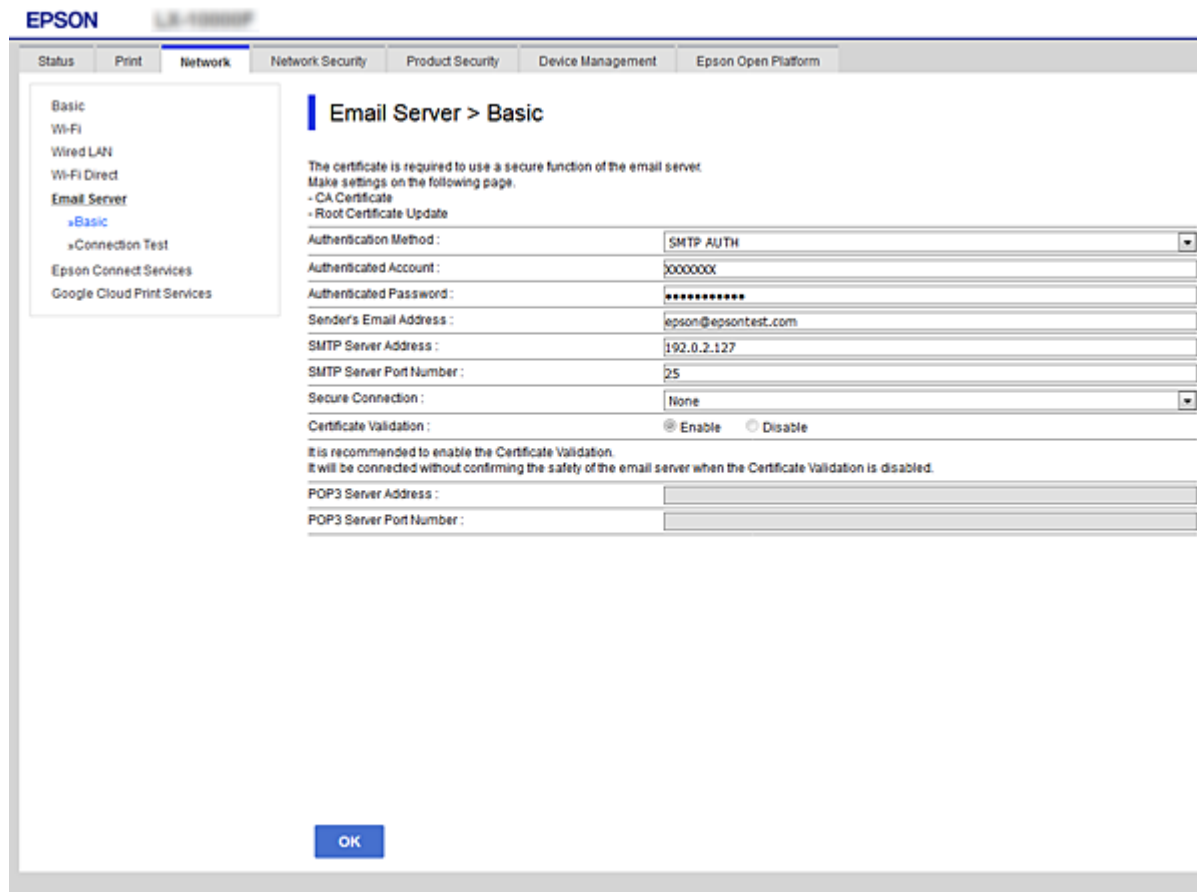 EPSON
Status Print Network Network Security Product Security Device Management Epson Open Platform
Basic
Wi-Fi
Wired LAN
Wi-Fi Direct
Email Server
»Basic
»Connection Test
Epson Connect Services
Google Cloud Print Services
Email Server > Basic
The certificate is required to use a secure function of the email server.
Make settings on the following page.
- CA Certificate
- Root Certificate Update
Authentication Method : SMTP AUTH
Authenticated Account : XXXXXXX
Authenticated Password : •••••••••••
Sender's Email Address : epson@epsontest.com
SMTP Server Address : 192.0.2.127
SMTP Server Port Number : 25
Secure Connection : None
Certificate Validation : Enable Disable
It is recommended to enable the Certificate Validation.
It will be connected without confirming the safety of the email server when the Certificate Validation is disabled.
POP3 Server Address :
POP3 Server Port Number :
OK